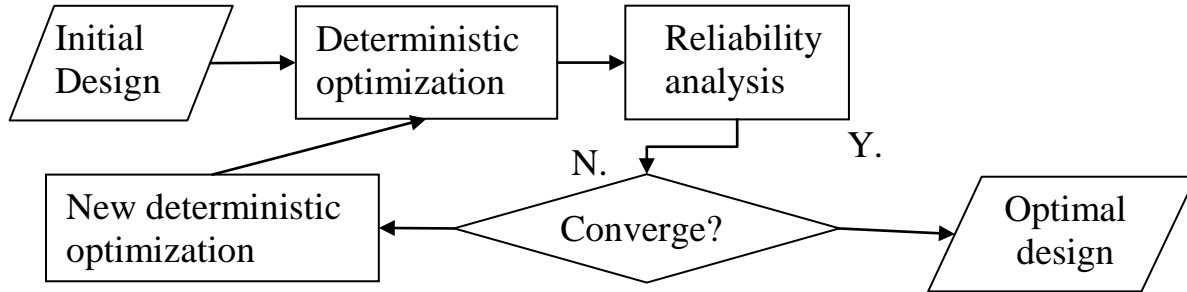 Initial
Design
Deterministic
optimization
Reliability
analysis
Y.
N.
New deterministic
optimization
Converge?
Optimal
design